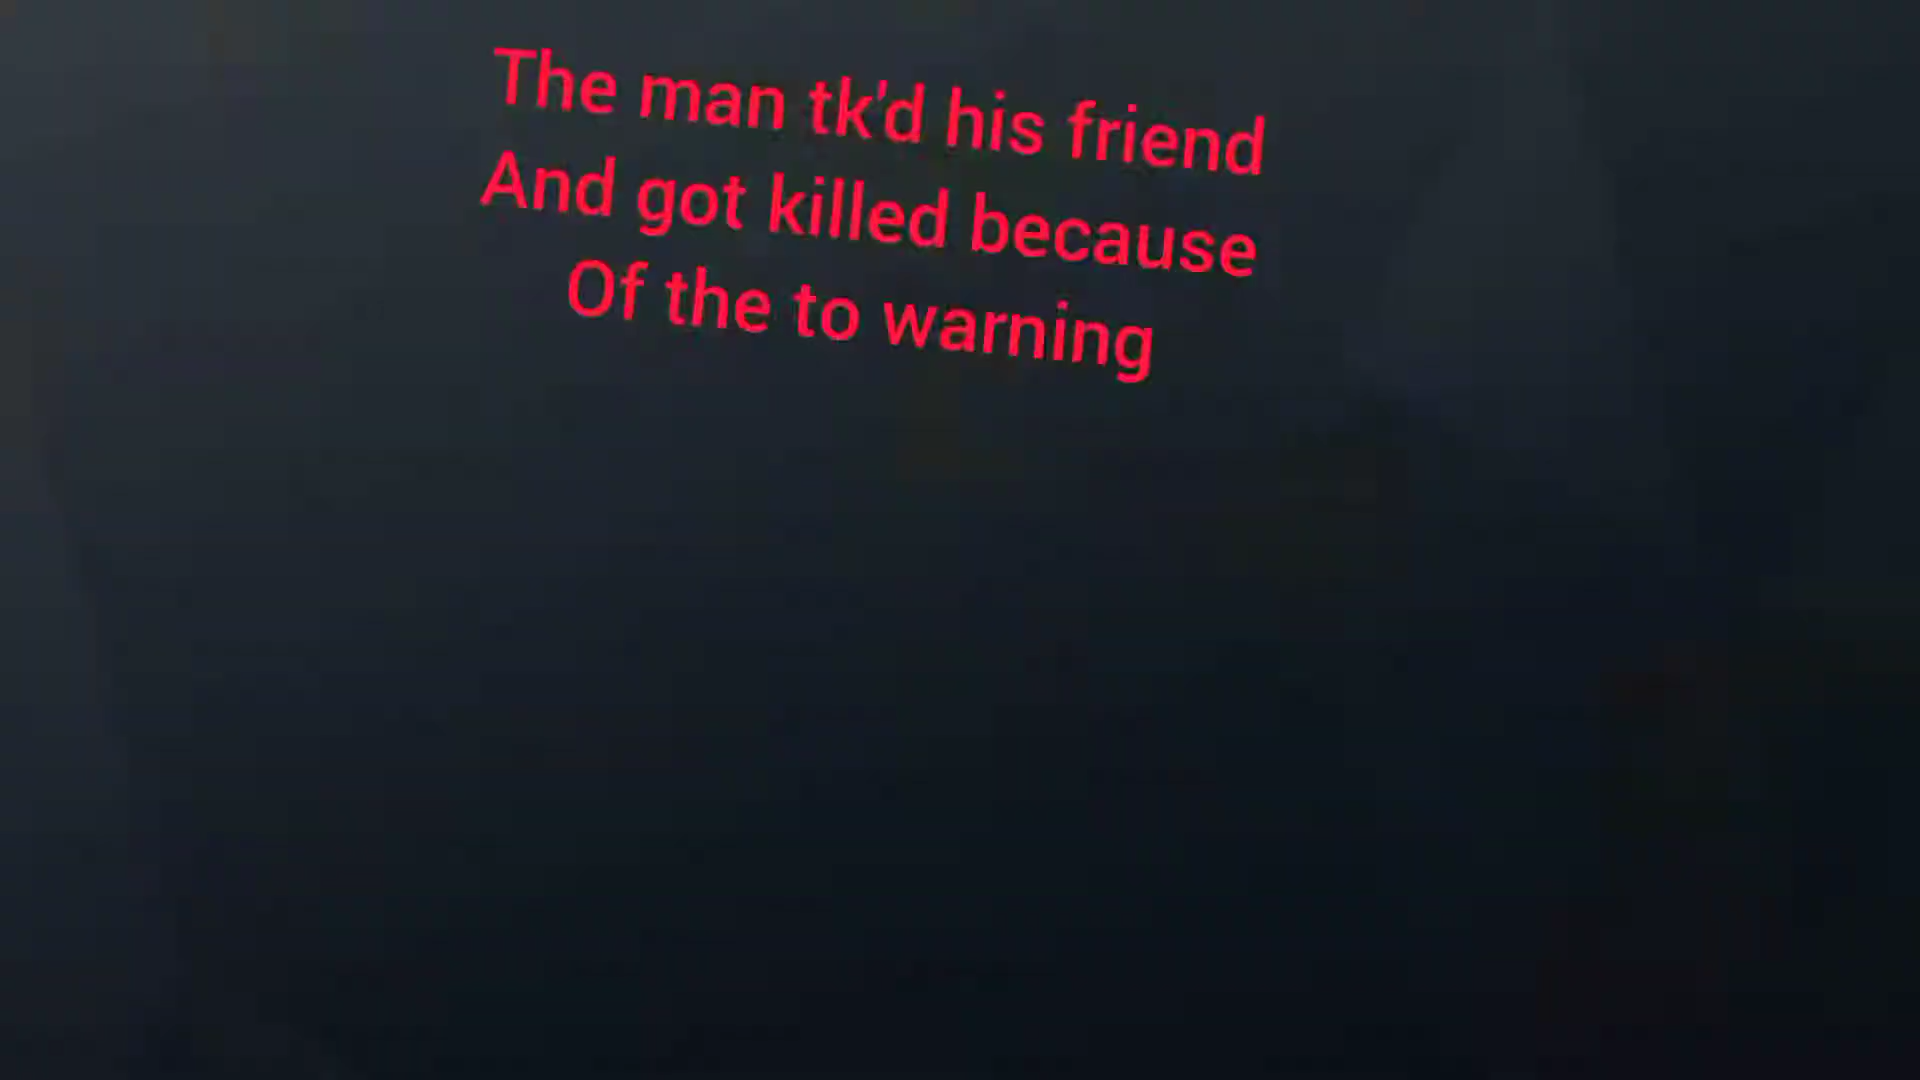 The man tk'd his friend
And got killed because
Of the to warning